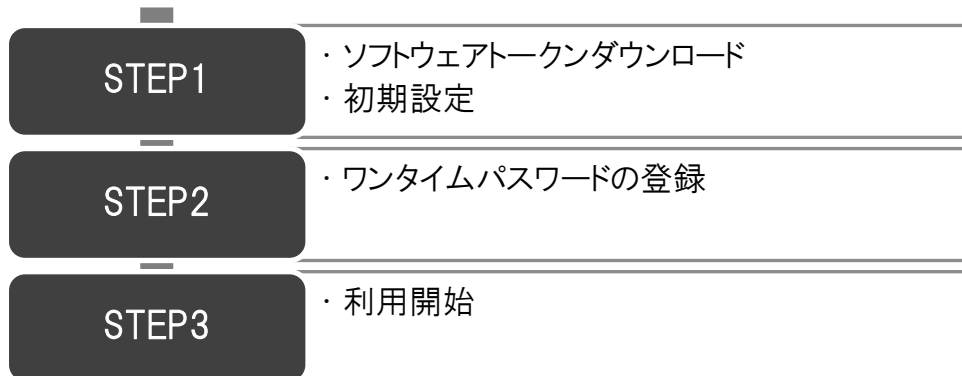 STEP1
・ソフトウェアトークンダウンロード
・初期設定
STEP2
・ワンタイムパスワードの登録
STEP3
・利用開始